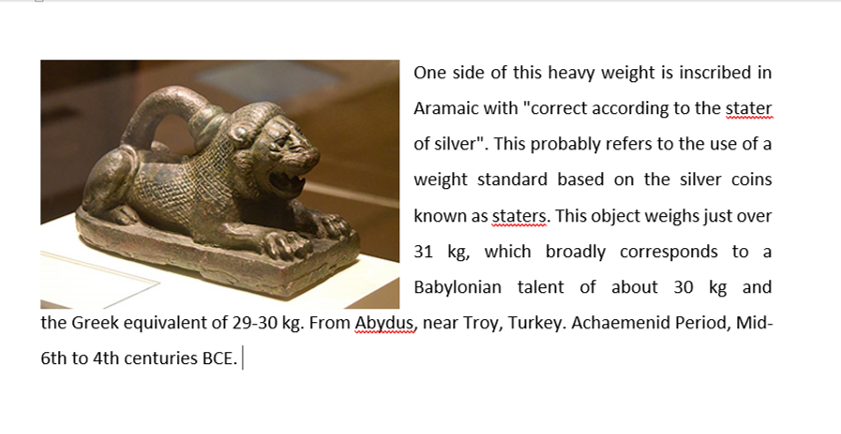 One side of this heavy weight is inscribed in
Aramaic with "correct according to the stater
of silver". This probably refers to the use of a
weight standard based on the silver coins
known as staters. This object weighs just over
31 kg, which broadly corresponds to a
Babylonian talent of about 30 kg and
the Greek equivalent of 29-30 kg. From Abydus, near Troy, Turkey. Achaemenid Period, Mid-
6th to 4th centuries BCE.